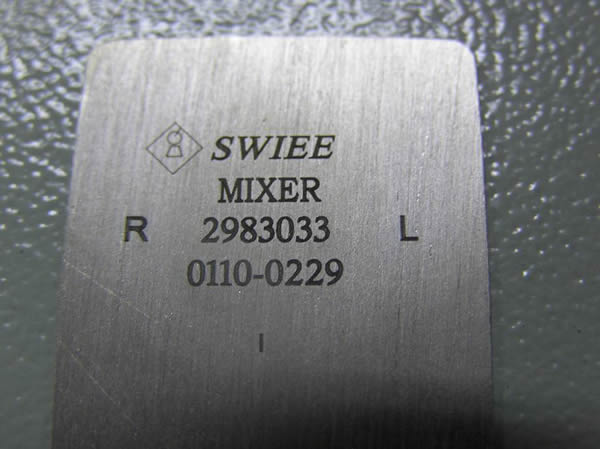 SWIEE
MIXER
R 2983033 L
0110-0229
I